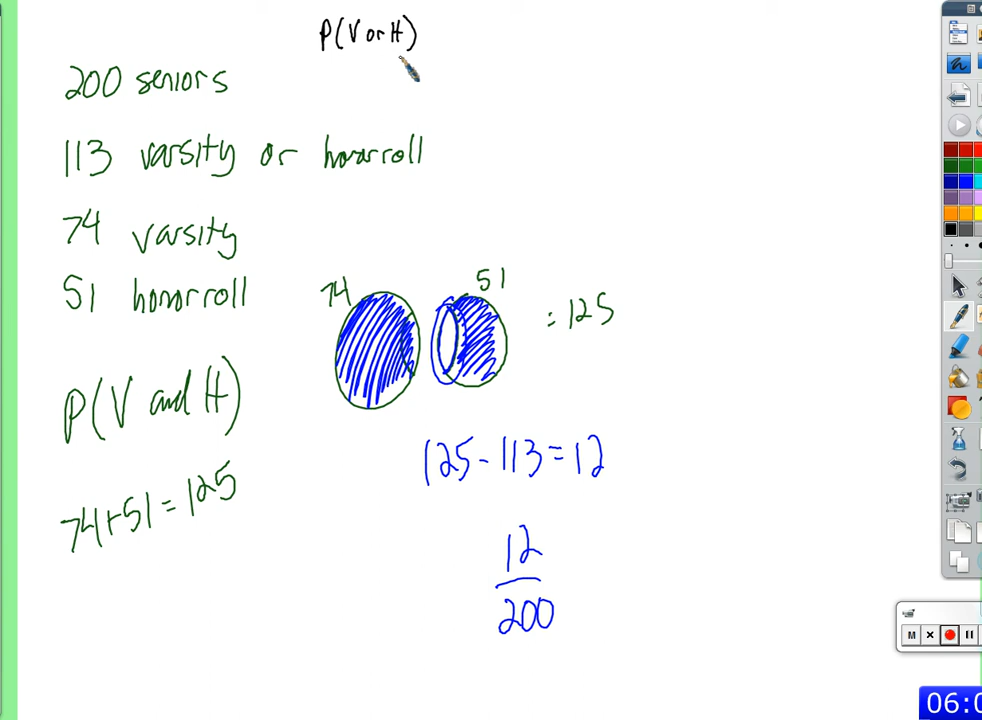 P(V or H)
200 seniors
113 varsity or honorroll
74 varsity
51 honorroll
74 51 = 125
P(V and H)
125 - 113 = 12
74 + 51 = 125
12
200
M
06:0